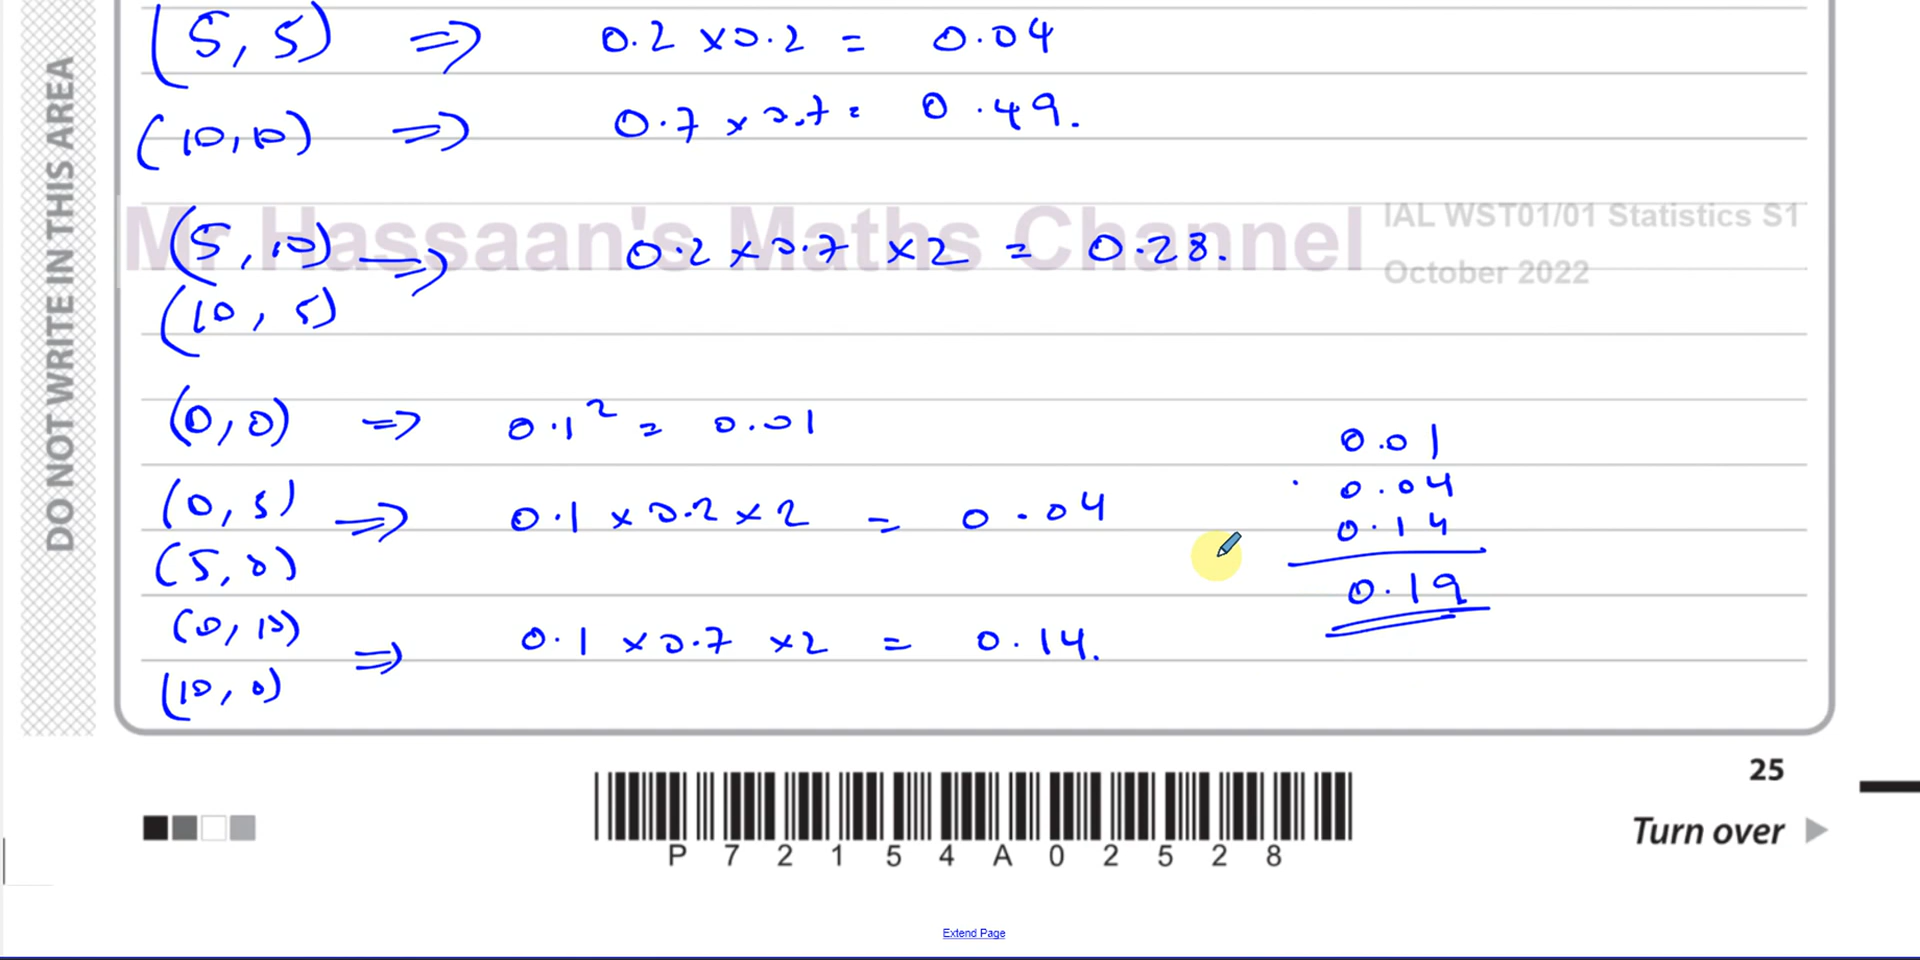 (5, 5) ⇒ 0.2 × 0.2 = 0.04
(10,10) ⇒ 0.7 × 0.7 = 0.49.
Mr Hassaan's Maths Channel
IAL WST01/01 Statistics S1
October 2022
(5, 10) ⇒ 0.2 × 0.7 × 2 = 0.28.
(10, 5)
(0, 0) ⇒ 0.1² = 0.01
(0, 5) ⇒ 0.1 × 0.2 × 2 = 0.04
(5, 0)
(0, 10) ⇒ 0.1 × 0.7 × 2 = 0.14.
(10, 0)
0.01
0.04
0.14
0.19
DO NOT WRITE IN THIS AREA
25
P 7 2 1 5 4 A 0 2 5 2 8
Turn over
Extend Page